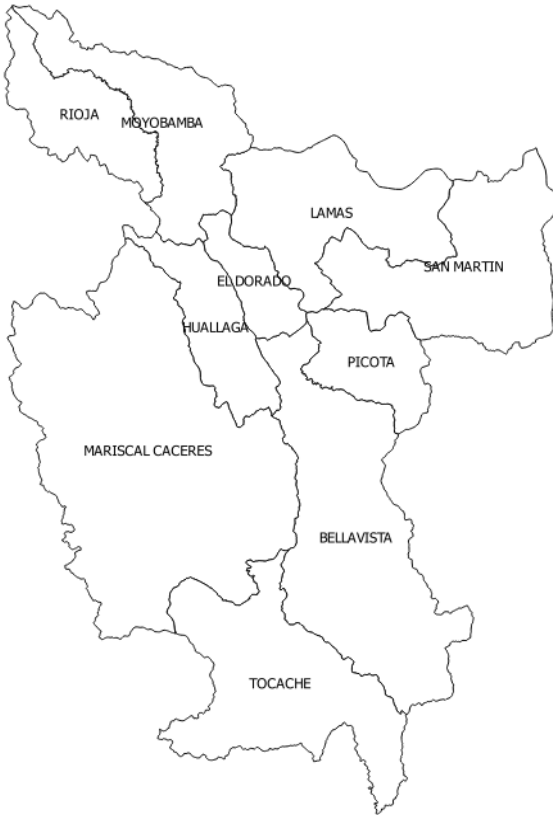 RIOJA
MOYOBAMBA
LAMAS
SAN MARTIN
EL DORADO
HUALLAGA
PICOTA
MARISCAL CACERES
BELLAVISTA
TOCACHE